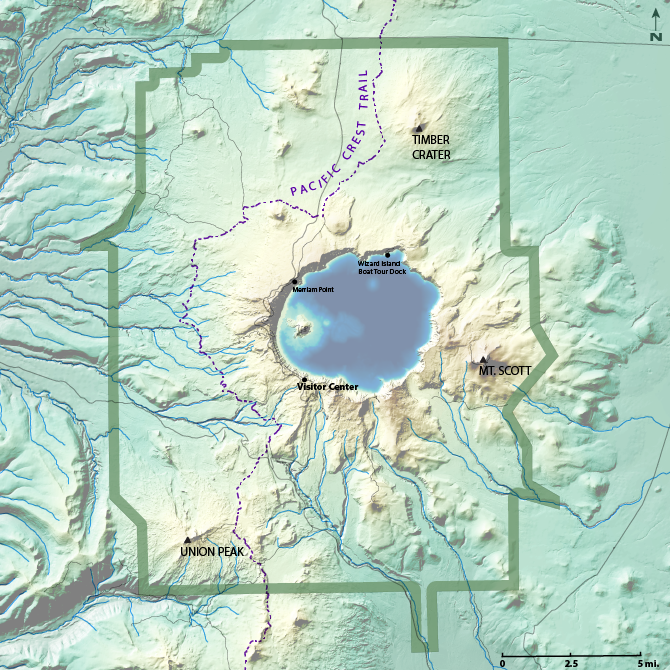 N
PACIFIC CREST TRAIL
TIMBER
CRATER
Wizard Island
Boat Tour Dock
Merriam Point
MT. SCOTT
Visitor Center
UNION PEAK
0 2.5 5 mi.